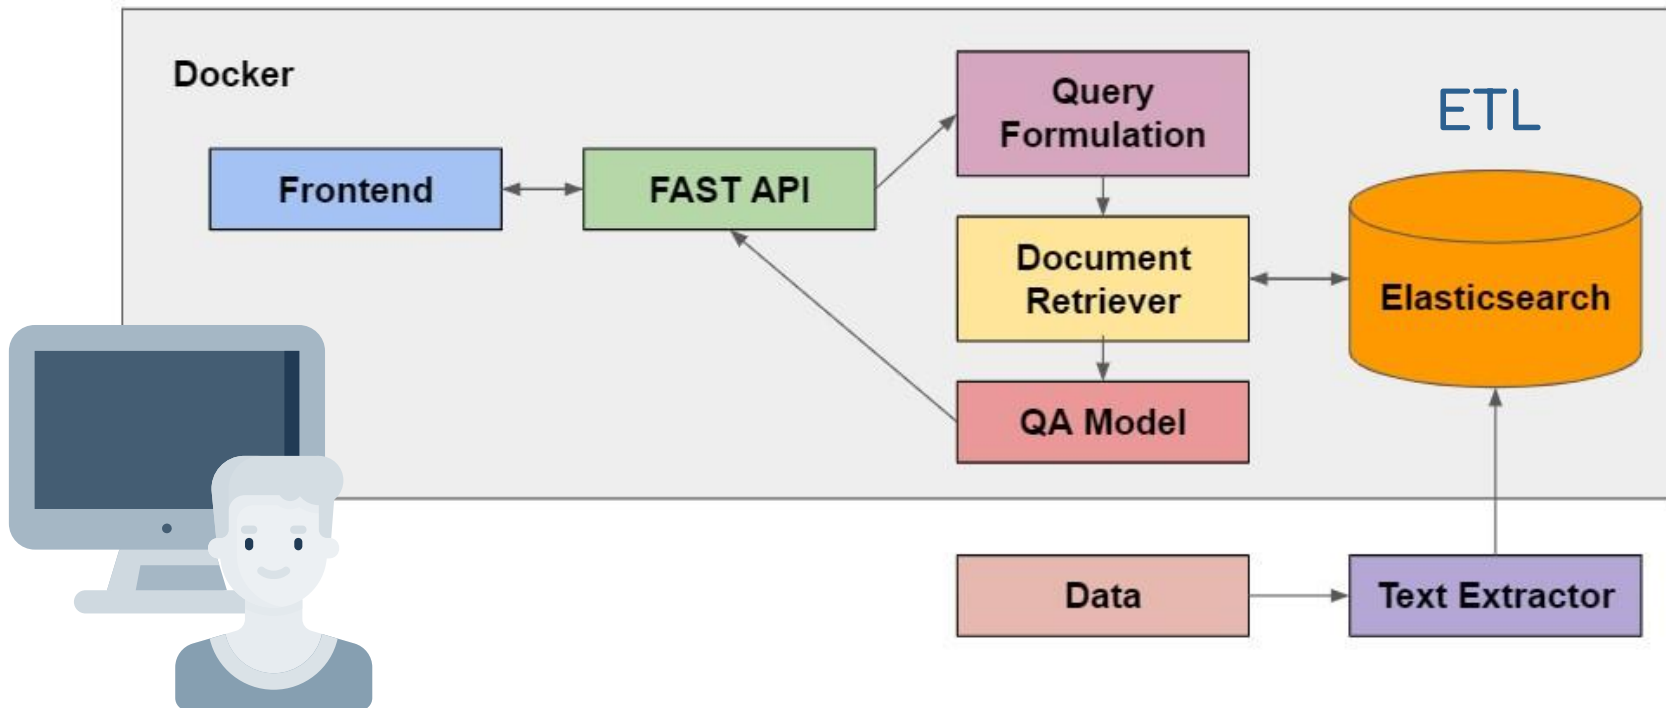 Docker
Query
Formulation
ETL
Frontend
FAST API
Document
Retriever
Elasticsearch
QA Model
Data
Text Extractor